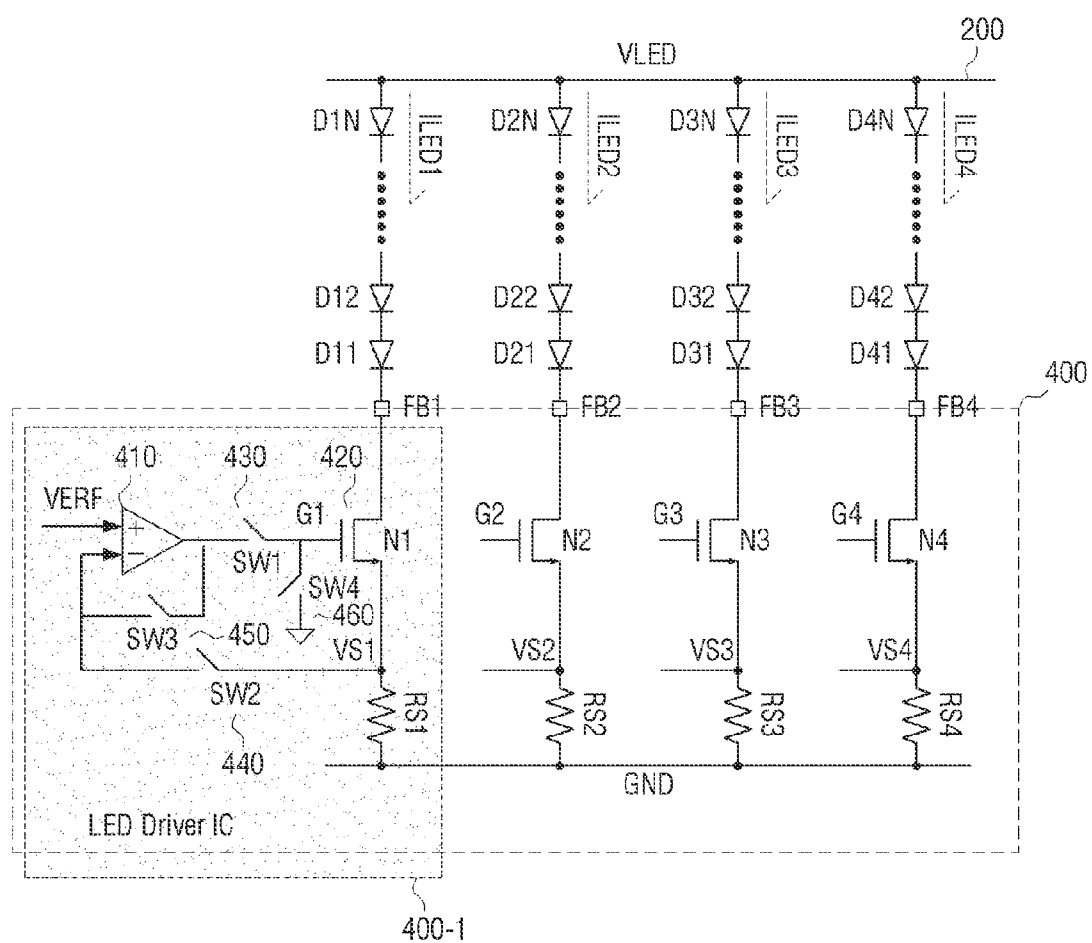 200
VLED
D1N
ILED1
D2N
ILED2
D3N
ILED3
D4N
ILED4
D12
D22
D32
D42
D11
D21
D31
D41
400
FB1
FB2
FB3
FB4
410
430
420
VERF
+
−
G1
N1
G2
N2
G3
N3
G4
N4
SW1
SW4
460
SW3
450
VS1
VS2
VS3
VS4
SW2
RS1
RS2
RS3
RS4
440
GND
LED Driver IC
400-1